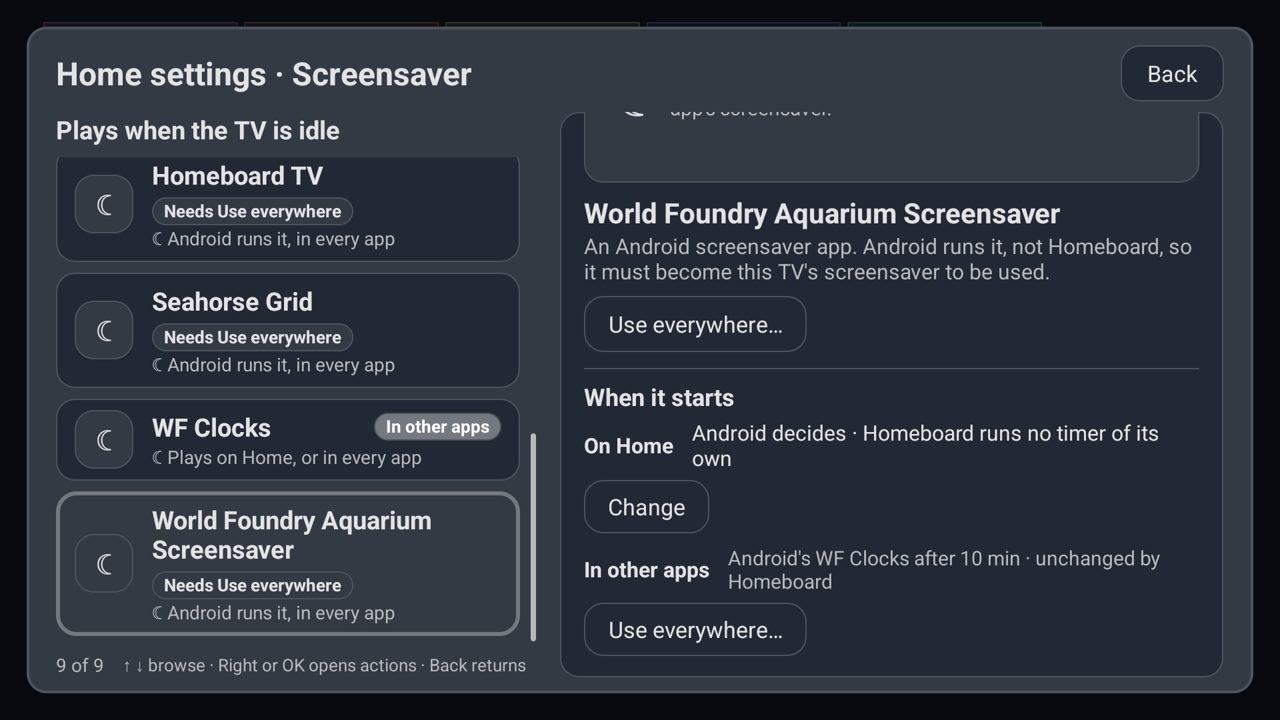 Home settings · Screensaver
Back
Plays when the TV is idle
Homeboard TV
Needs Use everywhere
☾ Android runs it, in every app
Seahorse Grid
Needs Use everywhere
☾ Android runs it, in every app
WF Clocks
In other apps
☾ Plays on Home, or in every app
World Foundry Aquarium
Screensaver
Needs Use everywhere
☾ Android runs it, in every app
9 of 9 ↑ ↓ browse · Right or OK opens actions · Back returns
app's screensaver.
World Foundry Aquarium Screensaver
An Android screensaver app. Android runs it, not Homeboard, so
it must become this TV's screensaver to be used.
Use everywhere…
When it starts
On Home
Android decides · Homeboard runs no timer of its
own
Change
In other apps
Android's WF Clocks after 10 min · unchanged by
Homeboard
Use everywhere…